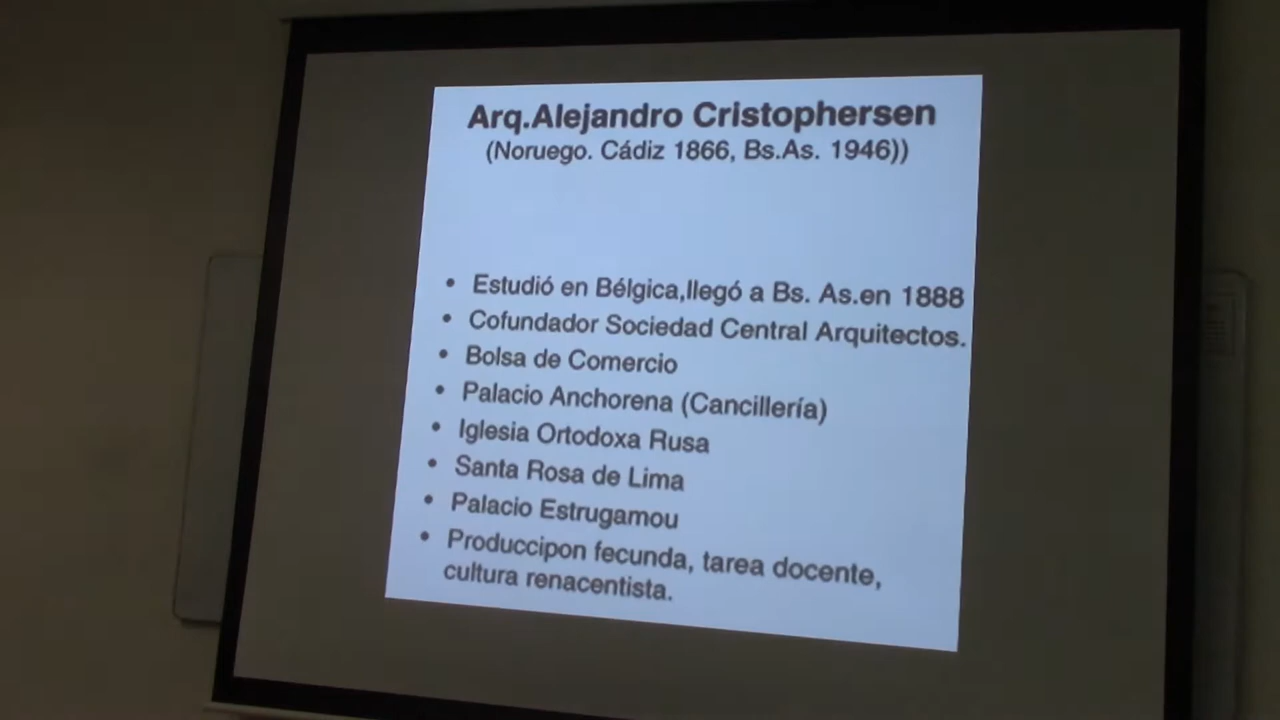 Arq.Alejandro Cristophersen
(Noruego. Cádiz 1866, Bs.As. 1946))
• Estudió en Bélgica,llegó a Bs. As.en 1888
• Cofundador Sociedad Central Arquitectos.
• Bolsa de Comercio
• Palacio Anchorena (Cancillería)
• Iglesia Ortodoxa Rusa
• Santa Rosa de Lima
• Palacio Estrugamou
• Produccipon fecunda, tarea docente,
cultura renacentista.